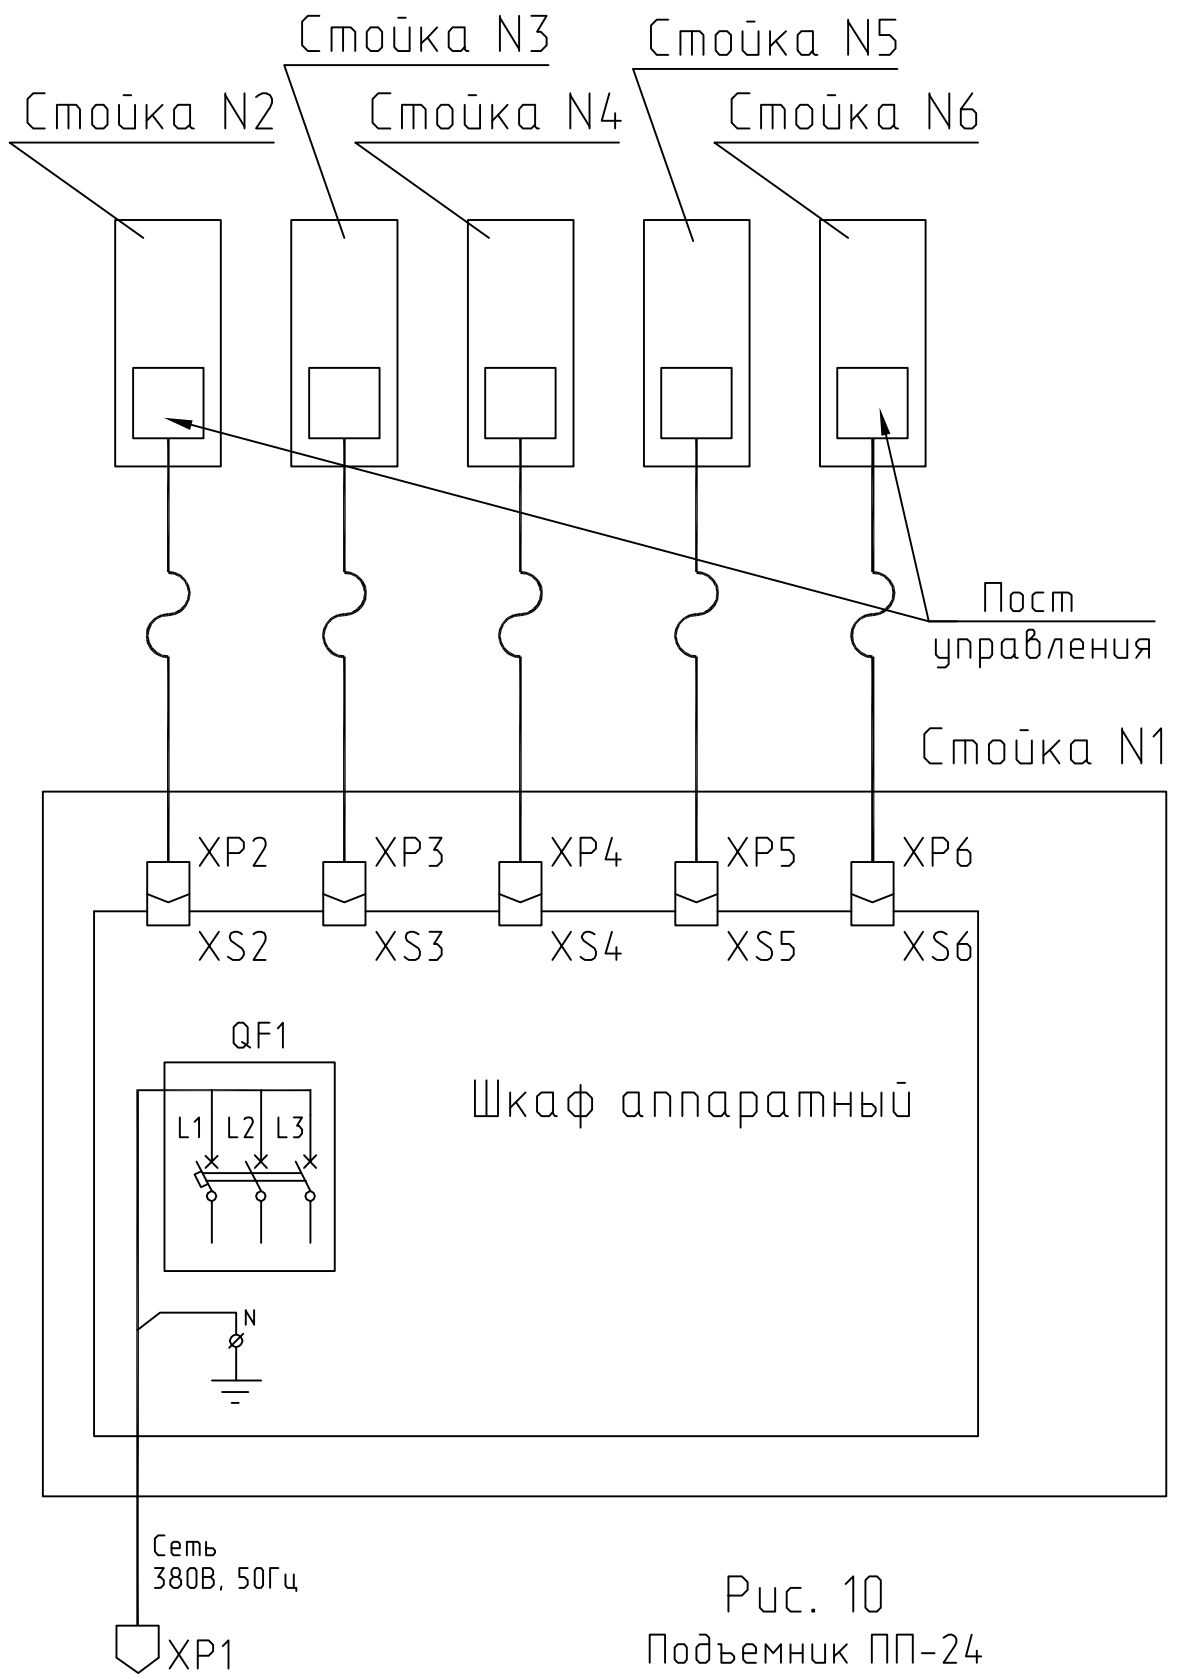 Стойка N3
Стойка N5
Стойка N2
Стойка N4
Стойка N6
Пост
управления
Стойка N1
XP2
XP3
XP4
XP5
XP6
XS2
XS3
XS4
XS5
XS6
QF1
Шкаф аппаратный
L1
L2
L3
N
Сеть
380В, 50Гц
XP1
Рис. 10
Подъемник ПП-24